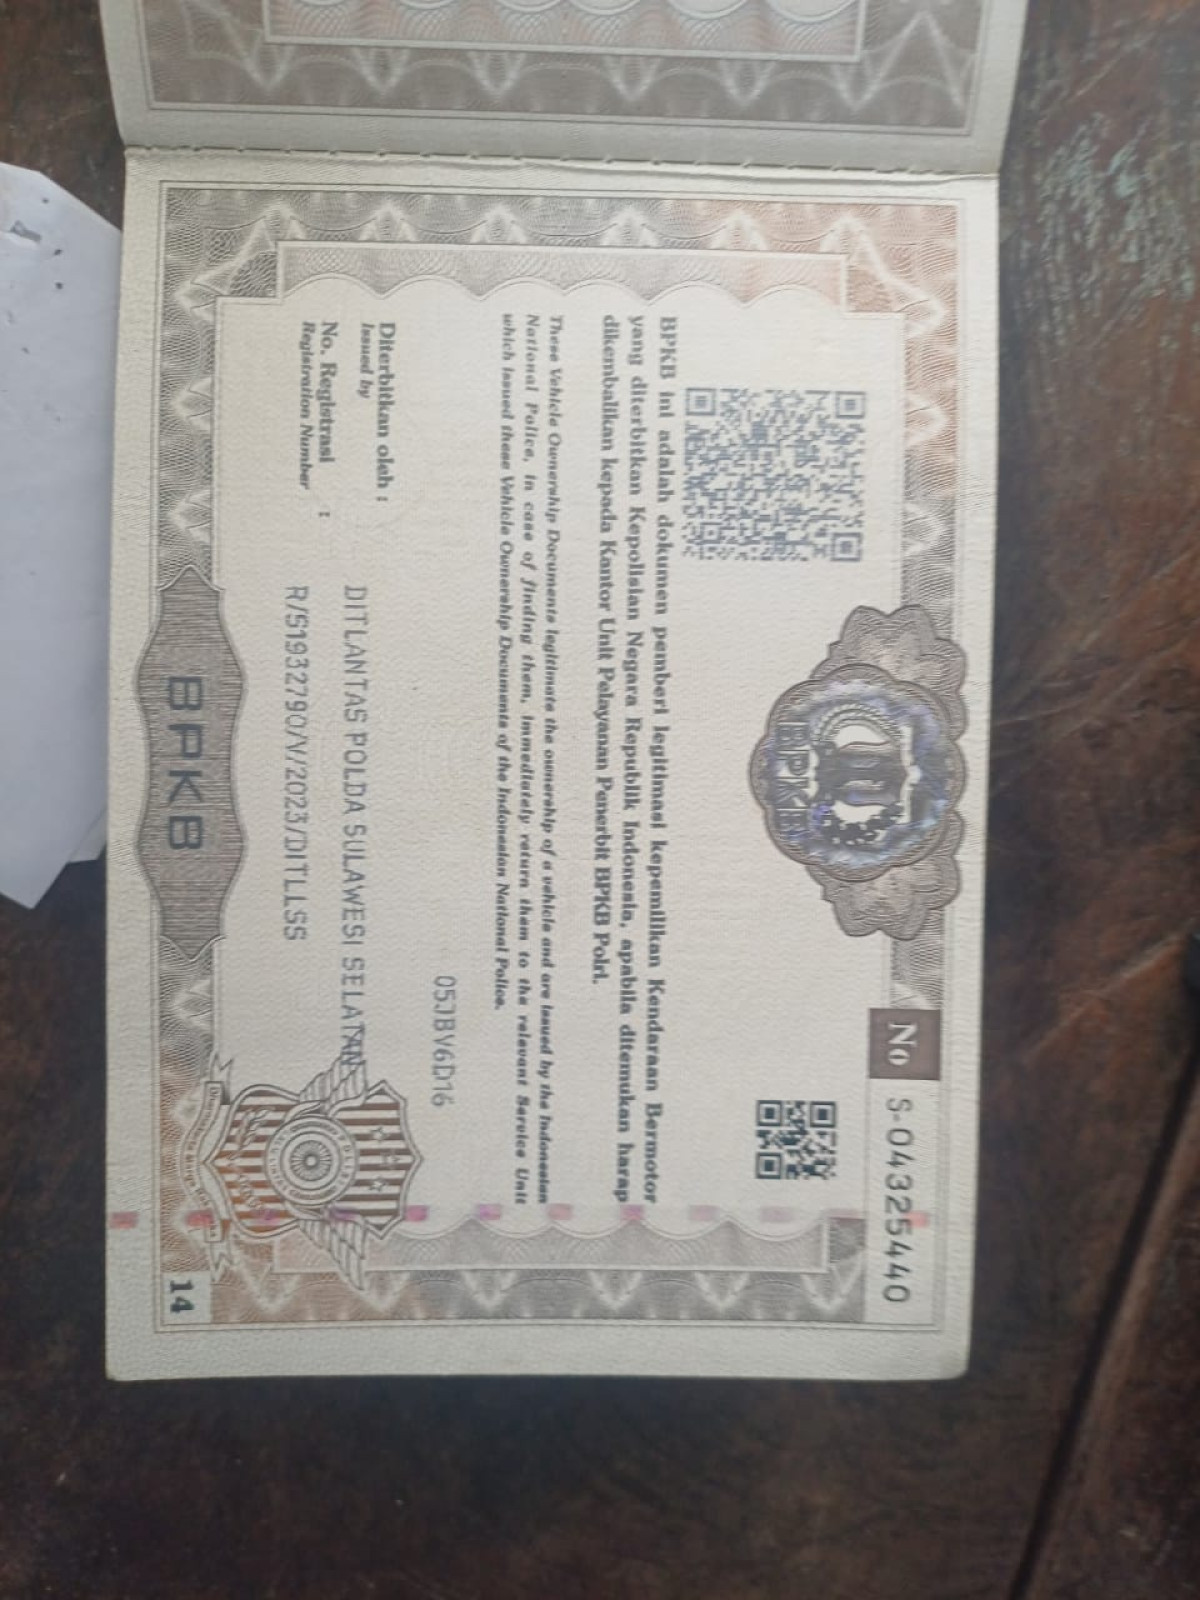 No S-04325440
BPKB
BPKB ini adalah dokumen pemberi legitimasi kepemilikan Kendaraan Bermotor
yang diterbitkan Kepolisian Negara Republik Indonesia, apabila ditemukan harap
dikembalikan kepada Kantor Unit Pelayanan Penerbit BPKB Polri.
These Vehicle Ownership Documents legitimate the ownership of a vehicle and are issued by the Indonesian
National Police, in case of finding them, immediately return them to the relevant Service Unit
which issued these Vehicle Ownership Documents of the Indonesian National Police.
05JBV6D16
Diterbitkan oleh :
Issued by
DITLANTAS POLDA SULAWESI SELATAN
No. Registrasi :
Registration Number
R/51932790/V/2023/DITLLSS
BPKB
14